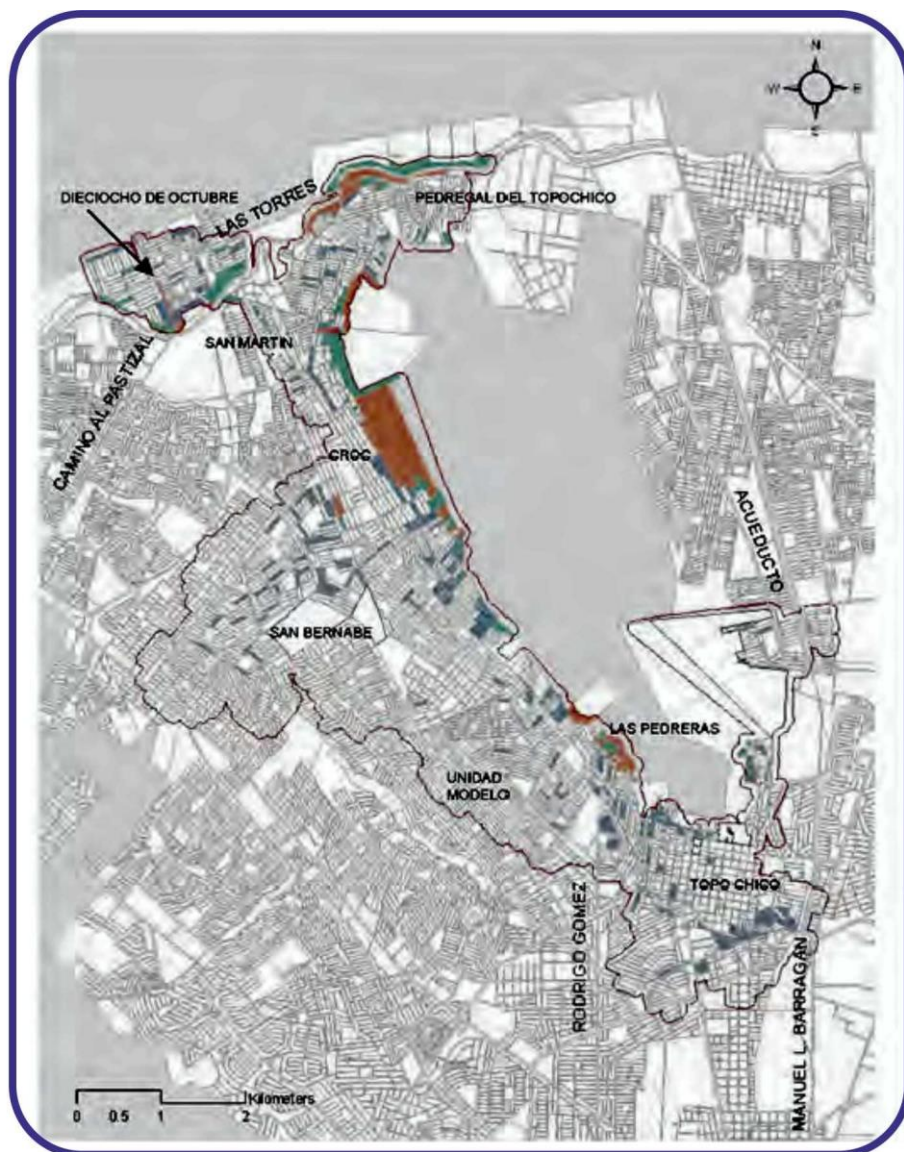 N
W E
S
DIECIOCHO DE OCTUBRE
LAS TORRES
PEDREGAL DEL TOPOCHICO
SAN MARTIN
CAMINO AL PASTIZAL
CROC
ACUEDUCTO
SAN BERNABE
LAS PEDRERAS
UNIDAD
MODELO
TOPO CHICO
RODRIGO GOMEZ
MANUEL L. BARRAGÁN
Kilometers
0 0.5 1 2